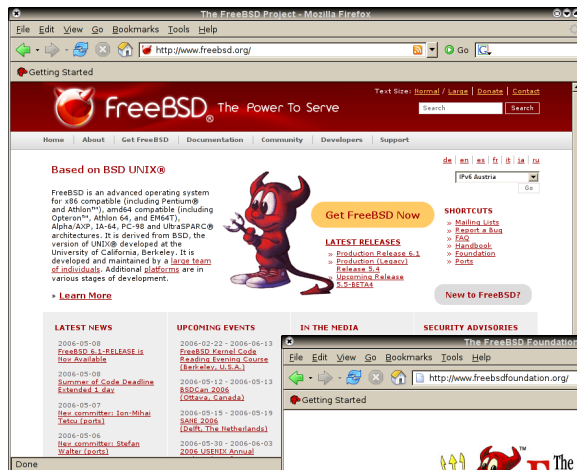 The FreeBSD Project - Mozilla Firefox
File Edit View Go Bookmarks Tools Help
http://www.freebsd.org/
Go
G
Getting Started
Text Size: Normal / Large | Donate | Contact
FreeBSD® The Power To Serve
Search Search
Home About Get FreeBSD Documentation Community Developers Support
de | en | es | fr | it | ja | ru
IPv6 Austria
Go
Based on BSD UNIX®
FreeBSD is an advanced operating system
for x86 compatible (including Pentium®
and Athlon™), amd64 compatible (including
Opteron™, Athlon 64, and EM64T),
Alpha/AXP, IA-64, PC-98 and UltraSPARC®
architectures. It is derived from BSD, the
version of UNIX® developed at the
University of California, Berkeley. It is
developed and maintained by a large team
of individuals. Additional platforms are in
various stages of development.
» Learn More
Get FreeBSD Now
LATEST RELEASES
» Production Release 6.1
» Production (Legacy)
Release 5.4
» Upcoming Release
5.5-BETA4
SHORTCUTS
» Mailing Lists
» Report a Bug
» FAQ
» Handbook
» Foundation
» Ports
New to FreeBSD?
LATEST NEWS
2006-05-08
FreeBSD 6.1-RELEASE is
Now Available
2006-05-08
Summer of Code Deadline
Extended 1 day
2006-05-07
New committer: Ion-Mihai
Tetcu (ports)
2006-05-06
New committer: Stefan
Walter (ports)
UPCOMING EVENTS
2006-02-22 - 2006-06-13
FreeBSD Kernel Code
Reading Evening Course
(Berkeley, U.S.A.)
2006-05-12 - 2006-05-13
BSDCan 2006
(Ottava, Canada)
2006-05-15 - 2006-05-19
SANE 2006
(Delft, The Netherlands)
2006-05-30 - 2006-06-03
2006 USENIX Annual
IN THE MEDIA
SECURITY ADVISORIES
Done
The FreeBSD Foundation
File Edit View Go Bookmarks Tools Help
http://www.freebsdfoundation.org/
Getting Started
™
The